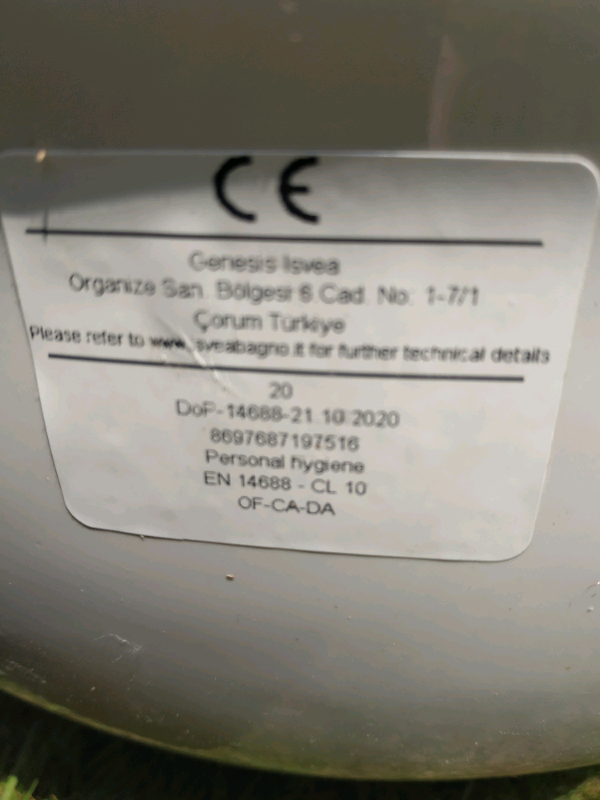 CE
Genesis Isvea
Organize San. Bölgesi 6.Cad. No: 1-7/1
Çorum Türkiye
Please refer to www.isveabagno.it for further technical details
20
DoP-14688-21.10.2020
8697687197516
Personal hygiene
EN 14688 - CL 10
OF-CA-DA